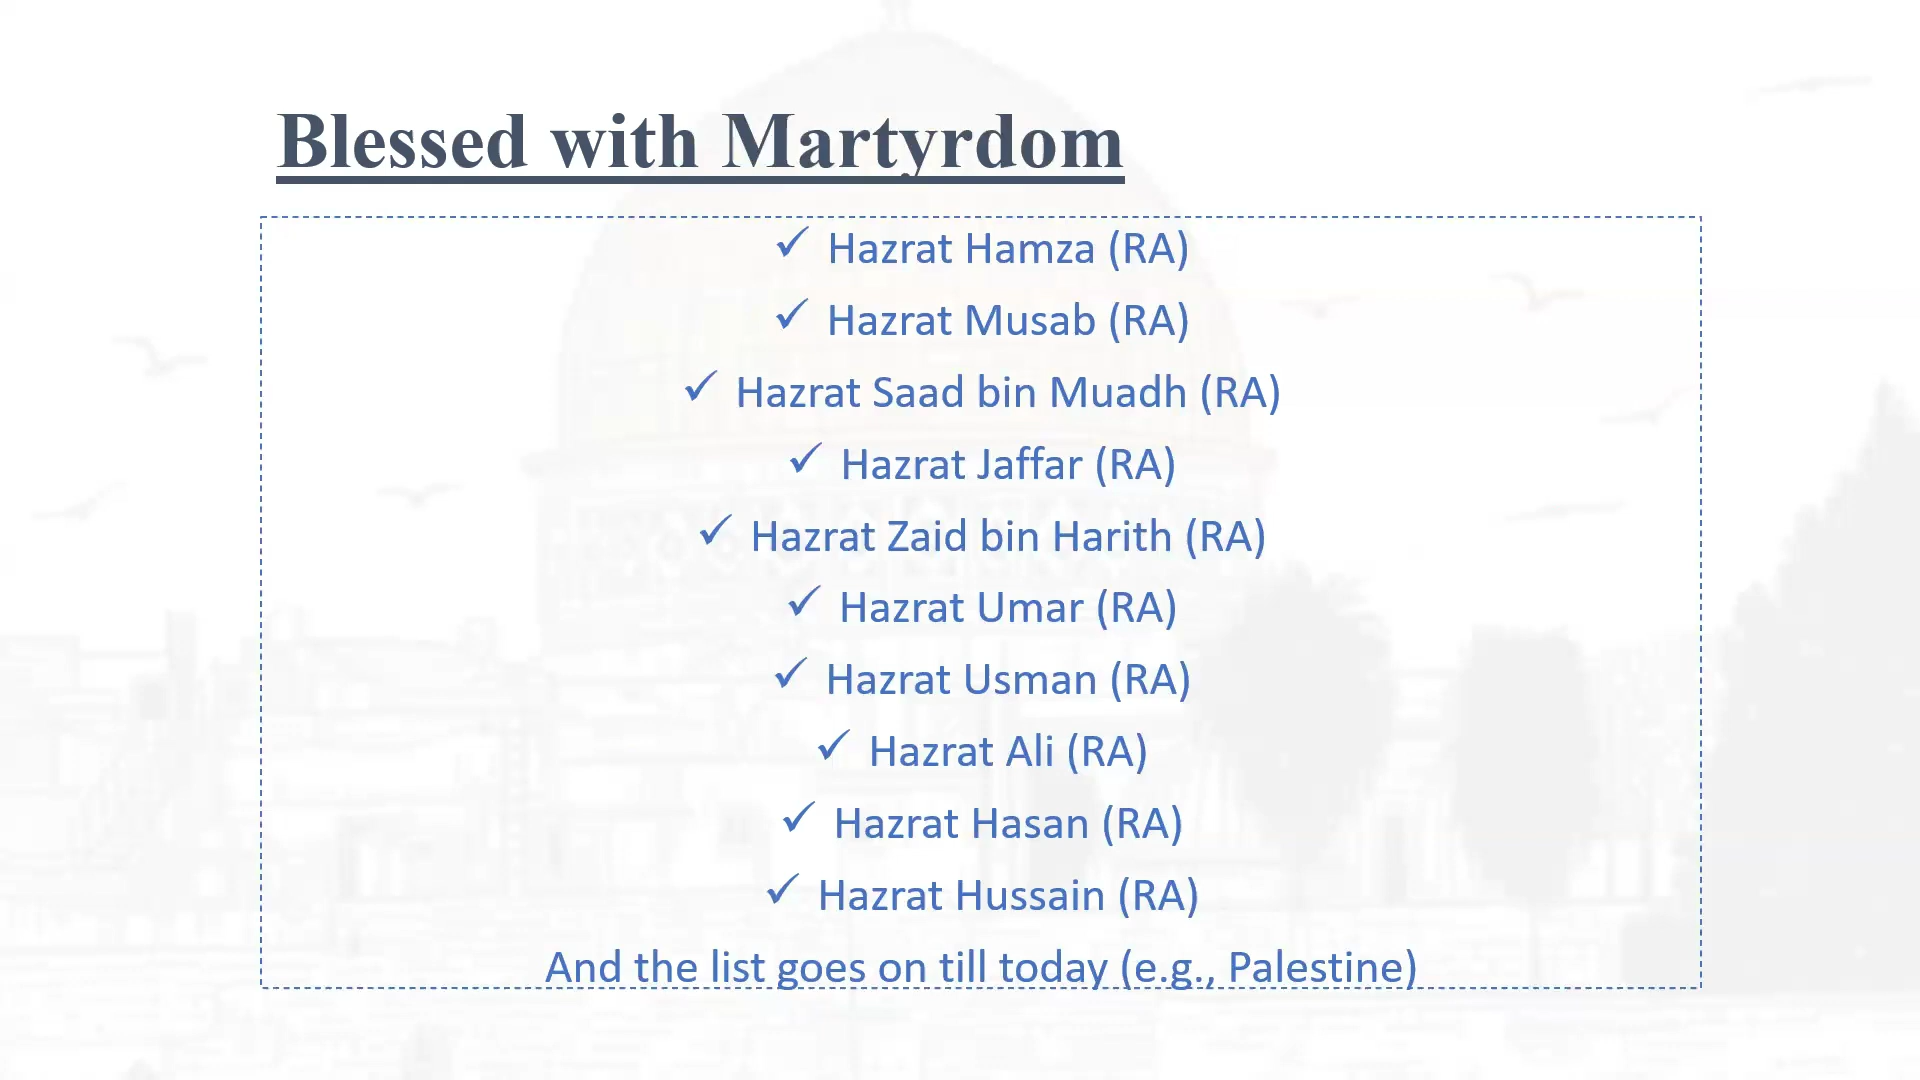 Blessed with Martyrdom
✓ Hazrat Hamza (RA)
✓ Hazrat Musab (RA)
✓ Hazrat Saad bin Muadh (RA)
✓ Hazrat Jaffar (RA)
✓ Hazrat Zaid bin Harith (RA)
✓ Hazrat Umar (RA)
✓ Hazrat Usman (RA)
✓ Hazrat Ali (RA)
✓ Hazrat Hasan (RA)
✓ Hazrat Hussain (RA)
And the list goes on till today (e.g., Palestine)